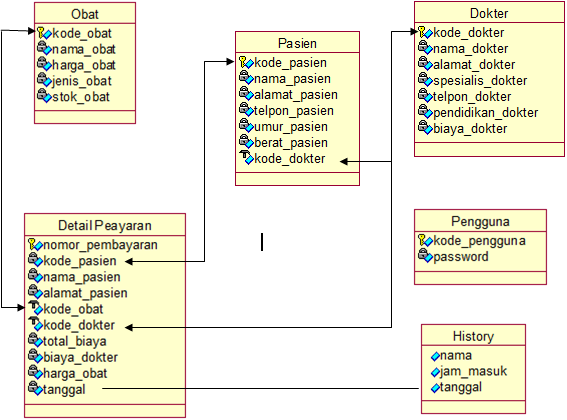 Obat
kode_obat
nama_obat
harga_obat
jenis_obat
stok_obat
Pasien
kode_pasien
nama_pasien
alamat_pasien
telpon_pasien
umur_pasien
berat_pasien
kode_dokter
Dokter
kode_dokter
nama_dokter
alamat_dokter
spesialis_dokter
telpon_dokter
pendidikan_dokter
biaya_dokter
Detail Peayaran
nomor_pembayaran
kode_pasien
nama_pasien
alamat_pasien
kode_obat
kode_dokter
total_biaya
biaya_dokter
harga_obat
tanggal
Pengguna
kode_pengguna
password
History
nama
jam_masuk
tanggal